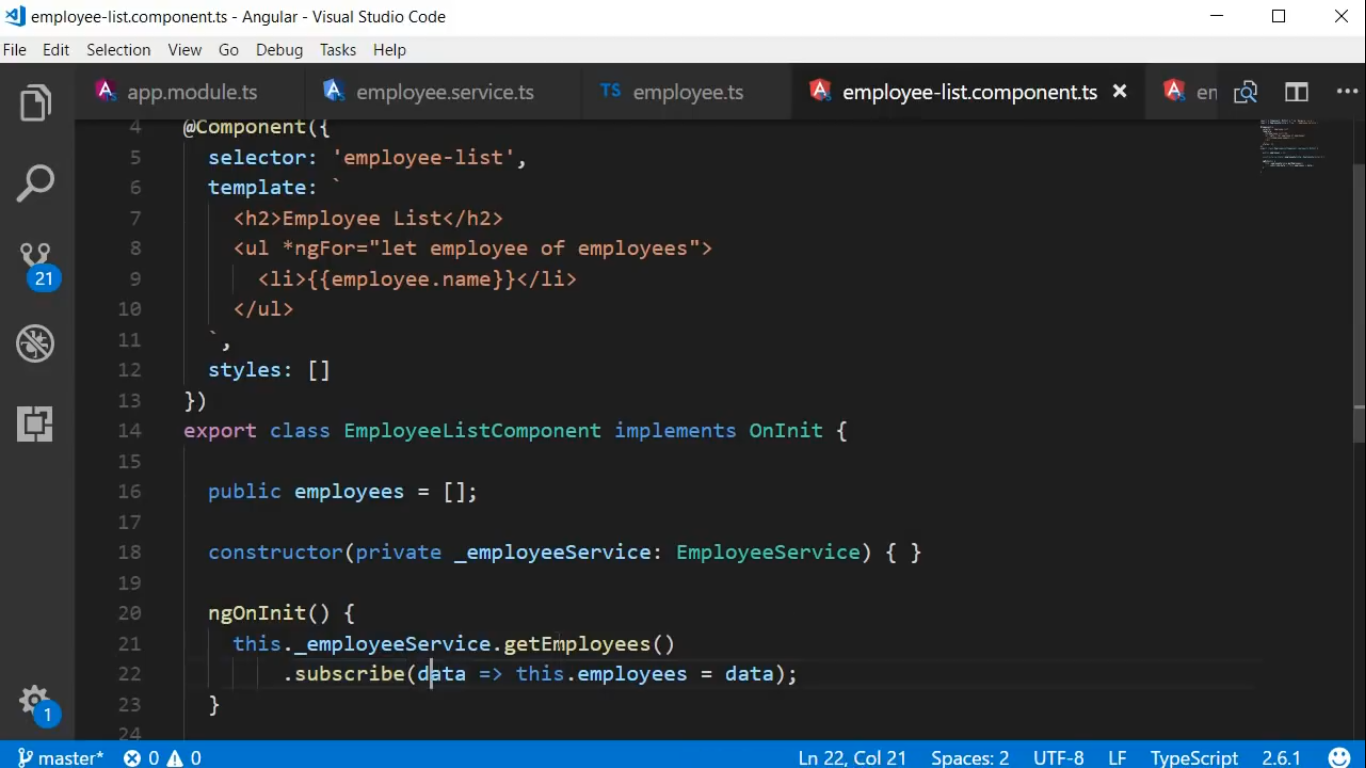 employee-list.component.ts - Angular - Visual Studio Code
File Edit Selection View Go Debug Tasks Help
app.module.ts employee.service.ts TS employee.ts employee-list.component.ts × en ...
4 @Component({
5 selector: 'employee-list',
6 template: `
7 <h2>Employee List</h2>
8 <ul *ngFor="let employee of employees">
9 <li>{{employee.name}}</li>
10 </ul>
11 `,
12 styles: []
13 })
14 export class EmployeeListComponent implements OnInit {
15
16 public employees = [];
17
18 constructor(private _employeeService: EmployeeService) { }
19
20 ngOnInit() {
21 this._employeeService.getEmployees()
22 .subscribe(data => this.employees = data);
23 }
24
21
1
master* 0 0 Ln 22, Col 21 Spaces: 2 UTF-8 LF TypeScript 2.6.1